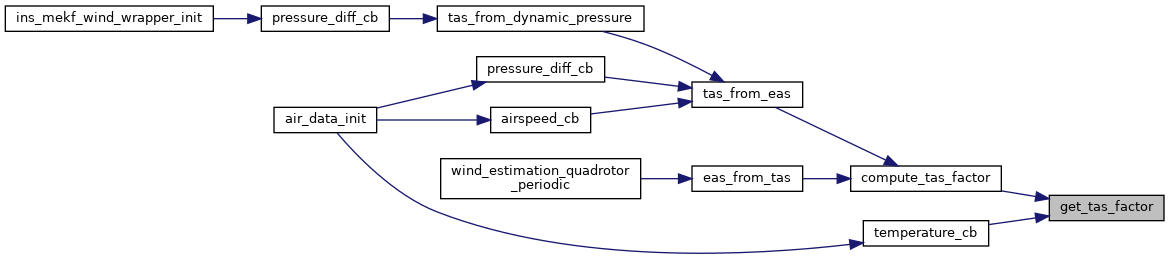 ins_mekf_wind_wrapper_init
pressure_diff_cb
tas_from_dynamic_pressure
pressure_diff_cb
tas_from_eas
air_data_init
airspeed_cb
wind_estimation_quadrotor
_periodic
eas_from_tas
compute_tas_factor
get_tas_factor
temperature_cb